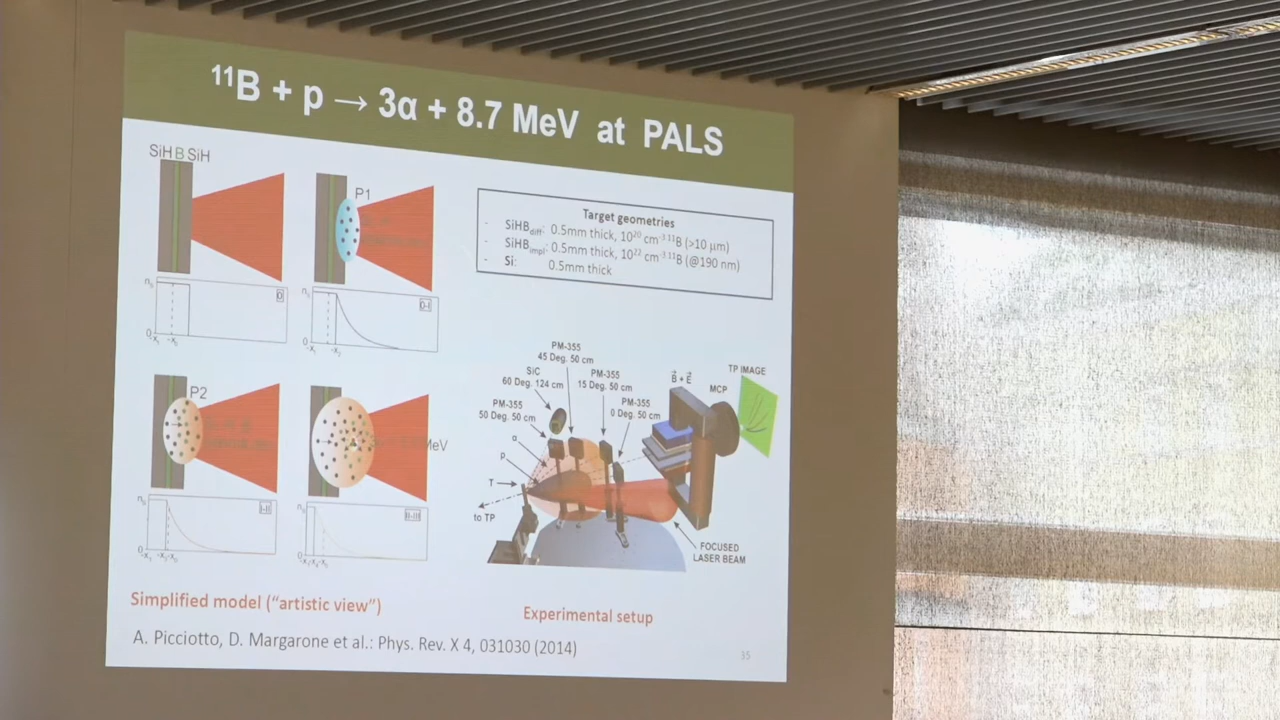 ¹¹B + p → 3α + 8.7 MeV at PALS
SiH B SiH
P1
P2
MeV
Target geometries
- SiHBdiff: 0.5mm thick, 10²⁰ cm⁻³ ¹¹B (>10 μm)
- SiHBimpl: 0.5mm thick, 10²² cm⁻³ ¹¹B (@190 nm)
- Si: 0.5mm thick
PM-355
45 Deg. 50 cm
SiC
60 Deg. 124 cm
PM-355
15 Deg. 50 cm
PM-355
50 Deg. 50 cm
PM-355
0 Deg. 50 cm
B + E
MCP
TP IMAGE
α
p
T
to TP
FOCUSED
LASER BEAM
Simplified model (“artistic view”)
Experimental setup
A. Picciotto, D. Margarone et al.: Phys. Rev. X 4, 031030 (2014)
35